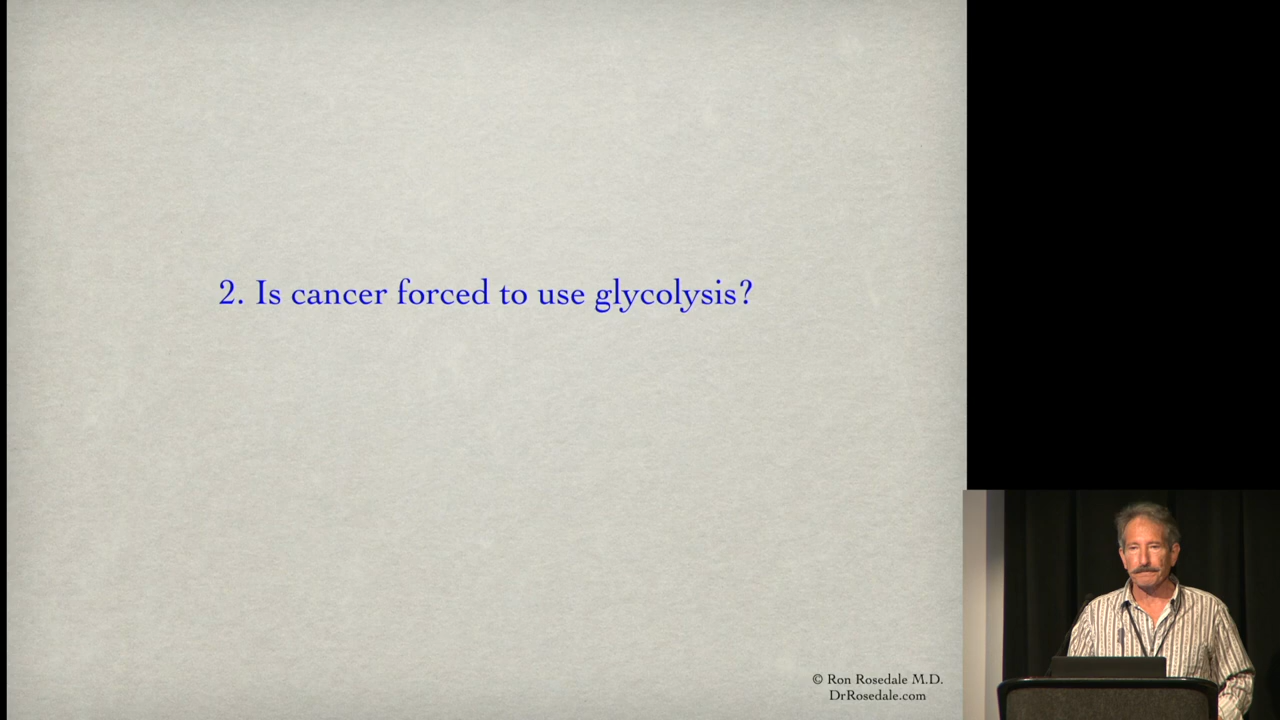 2. Is cancer forced to use glycolysis?
© Ron Rosedale M.D.
DrRosedale.com